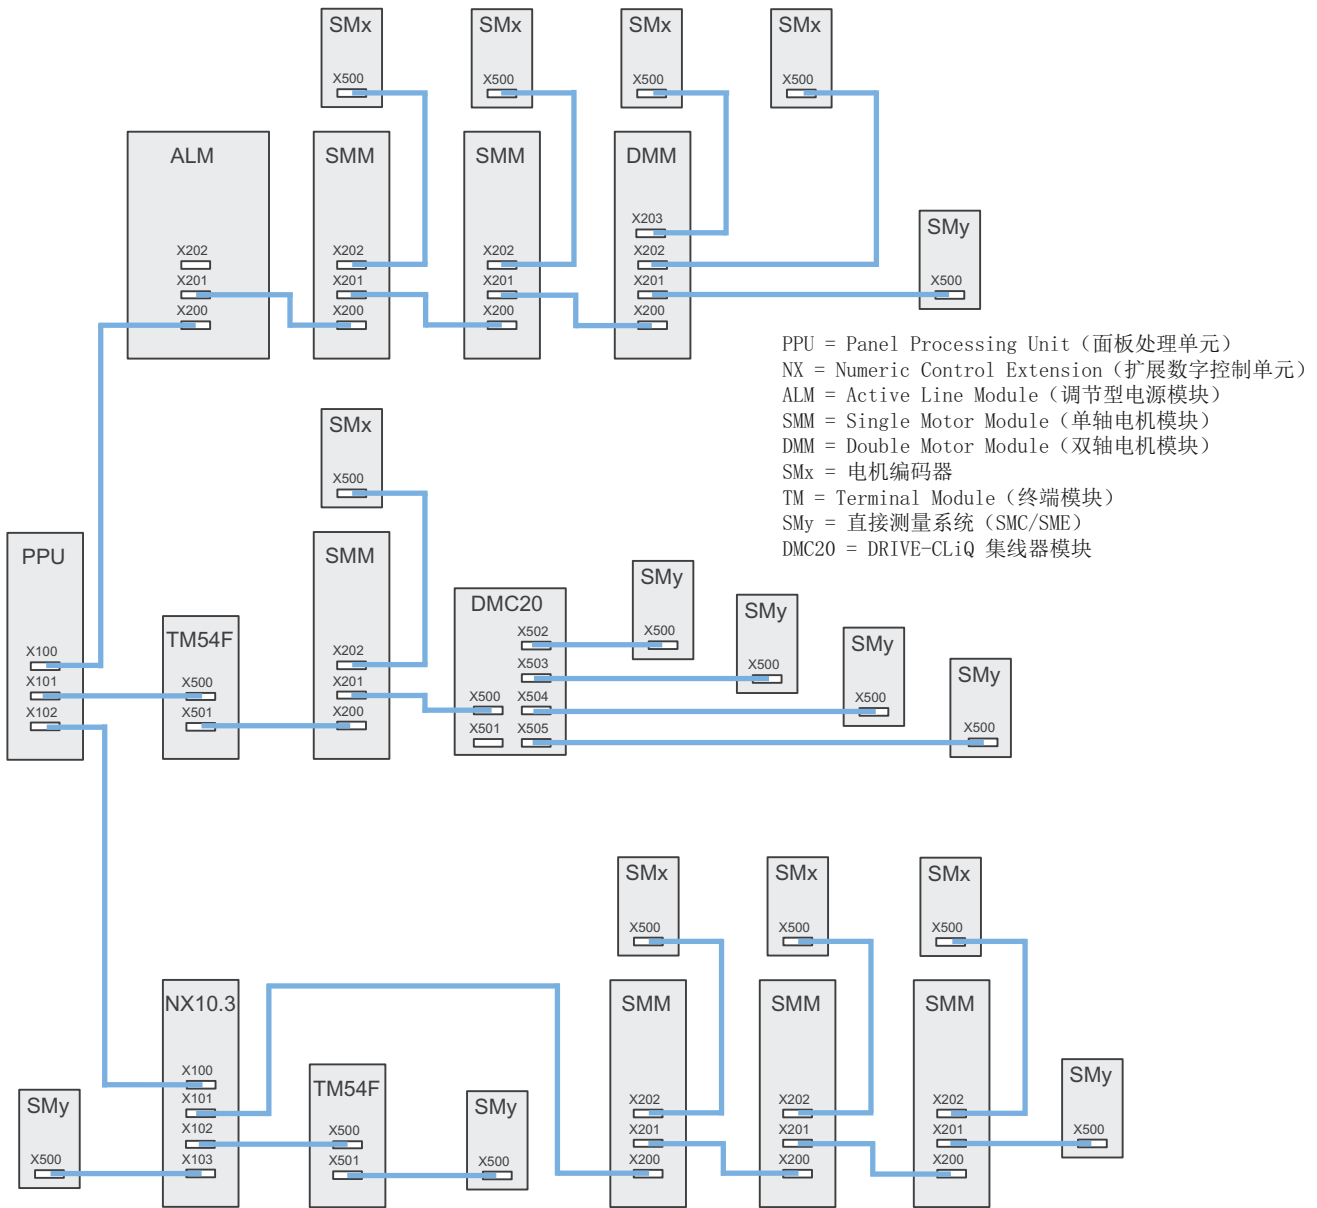 SMx
SMx
SMx
SMx
X500
X500
X500
X500
ALM
SMM
SMM
DMM
X203
SMy
X202
X202
X202
X202
X201
X201
X201
X201
X500
X200
X200
X200
X200
PPU = Panel Processing Unit（面板处理单元）
NX = Numeric Control Extension（扩展数字控制单元）
ALM = Active Line Module（调节型电源模块）
SMM = Single Motor Module（单轴电机模块）
DMM = Double Motor Module（双轴电机模块）
SMx = 电机编码器
TM = Terminal Module（终端模块）
SMy = 直接测量系统（SMC/SME）
DMC20 = DRIVE-CLiQ 集线器模块
SMx
X500
PPU
SMM
SMy
DMC20
SMy
TM54F
SMy
SMy
X502
X500
X100
X202
X503
X500
X101
X500
X201
X500
X504
X500
X102
X501
X200
X501
X505
X500
SMx
SMx
SMx
X500
X500
X500
NX10.3
SMM
SMM
SMM
X100
TM54F
SMy
SMy
SMy
X101
X202
X202
X202
X102
X500
X201
X201
X201
X500
X500
X103
X501
X500
X200
X200
X200